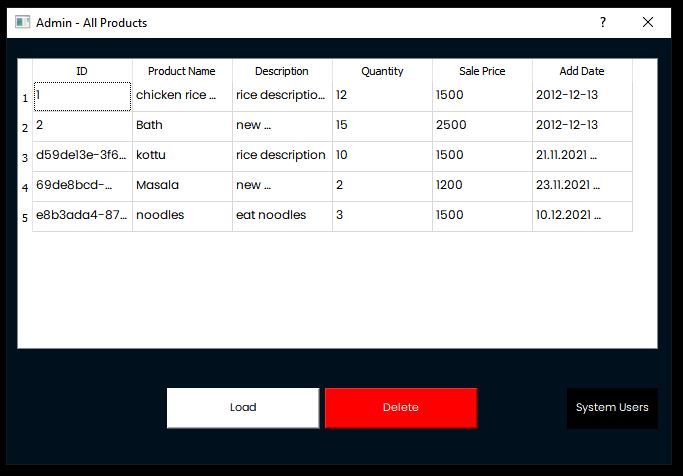 Admin - All Products ?
ID Product Name Description Quantity Sale Price Add Date
1 1 chicken rice ... rice descriptio... 12 1500 2012-12-13
2 2 Bath new ... 15 2500 2012-12-13
3 d59de13e-3f6... kottu rice description 10 1500 21.11.2021 ...
4 69de8bcd-... Masala new ... 2 1200 23.11.2021 ...
5 e8b3ada4-87... noodles eat noodles 3 1500 10.12.2021 ...
Load Delete System Users